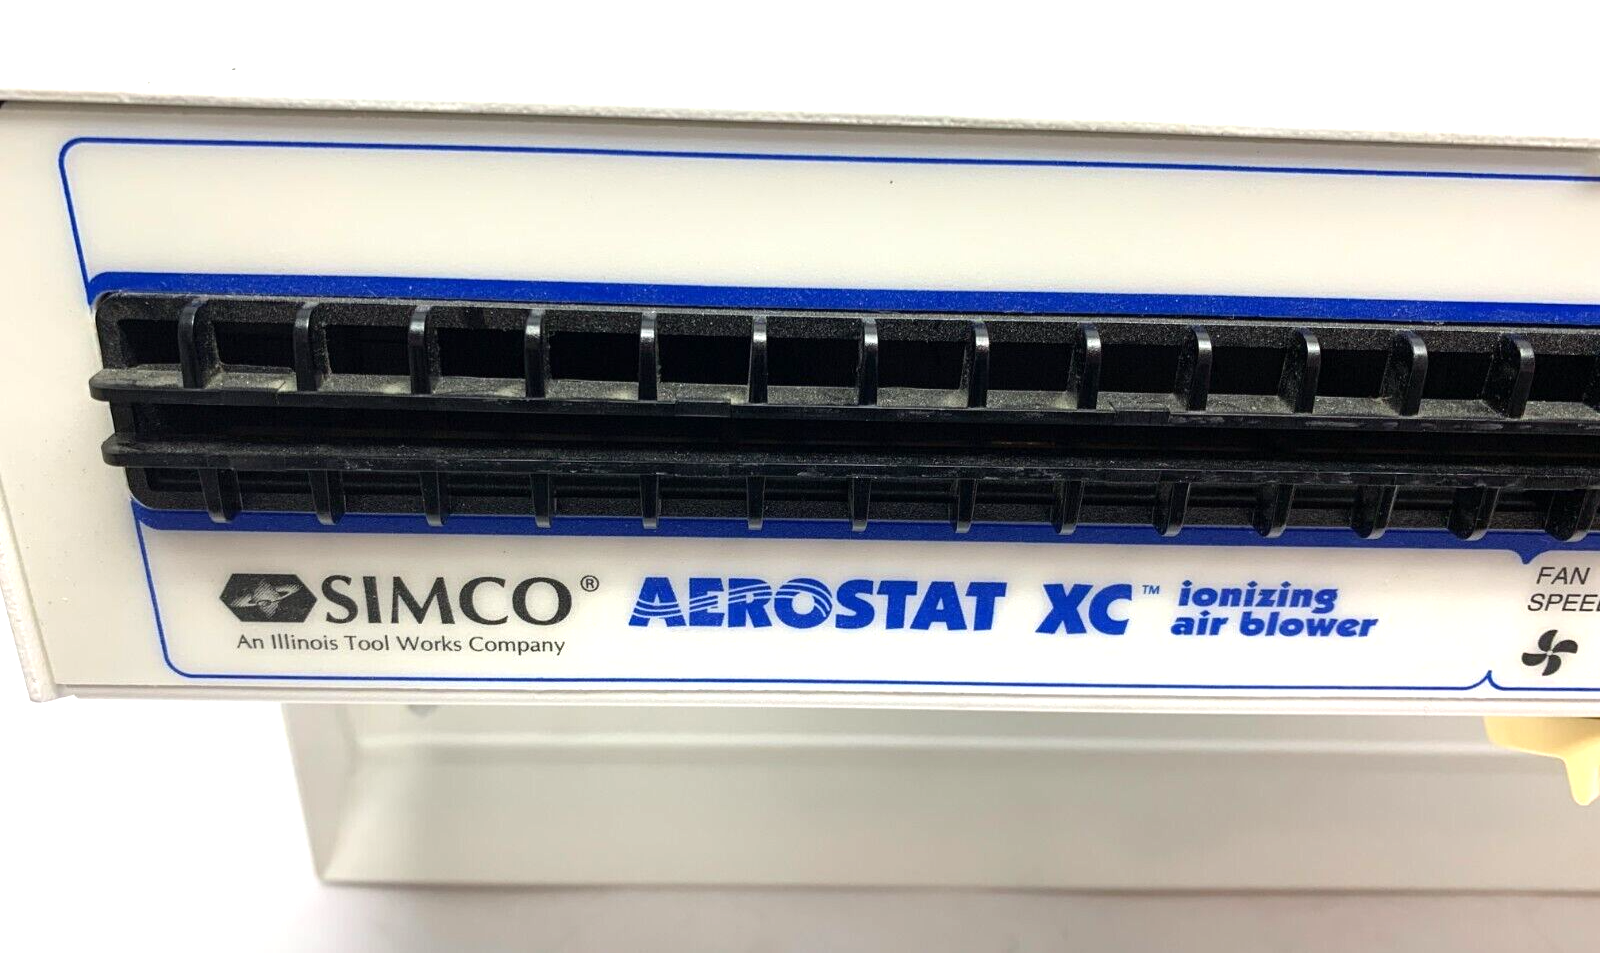 SIMCO®
An Illinois Tool Works Company
AEROSTAT XC™
ionizing
air blower
FAN